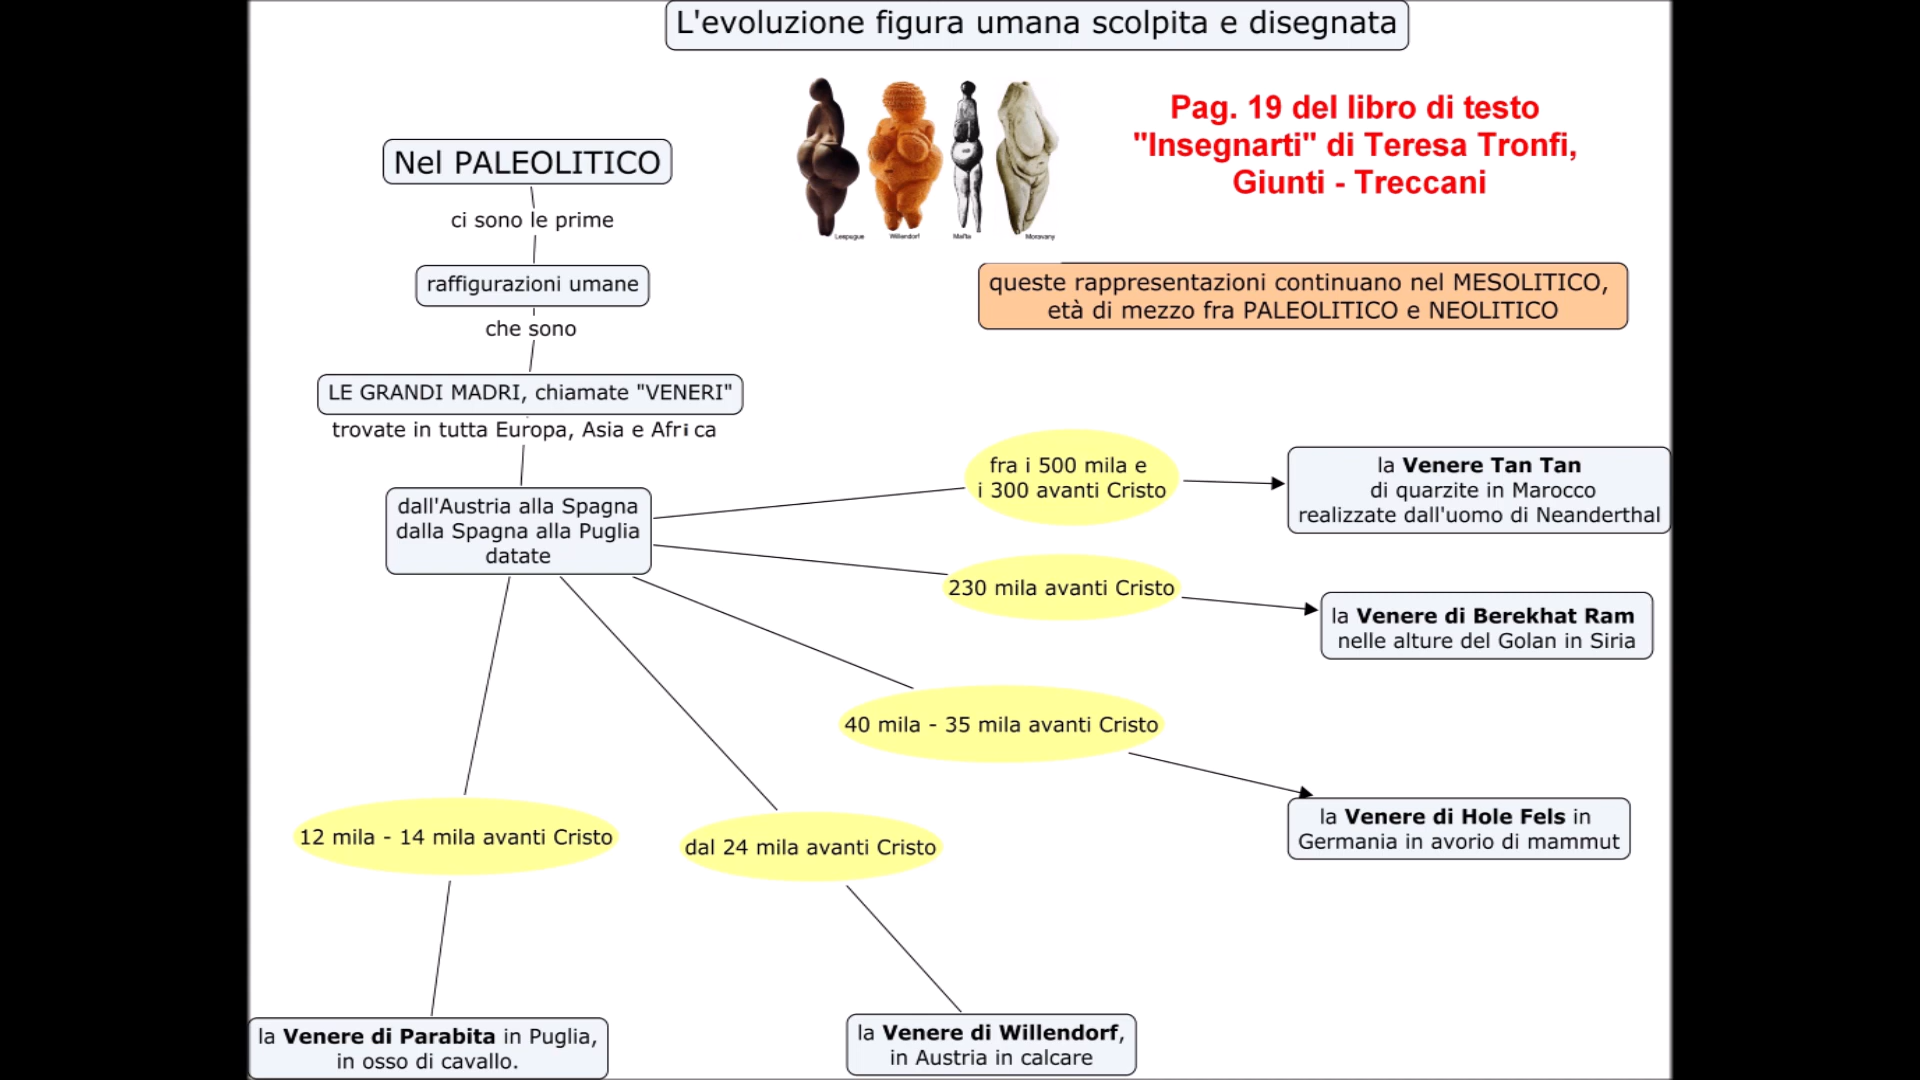 L'evoluzione figura umana scolpita e disegnata
Lespugue
Willendorf
Mal'ta
Moravany
Pag. 19 del libro di testo
"Insegnarti" di Teresa Tronfi,
Giunti - Treccani
Nel PALEOLITICO
ci sono le prime
raffigurazioni umane
che sono
LE GRANDI MADRI, chiamate "VENERI"
trovate in tutta Europa, Asia e Africa
queste rappresentazioni continuano nel MESOLITICO,
età di mezzo fra PALEOLITICO e NEOLITICO
dall'Austria alla Spagna
dalla Spagna alla Puglia
datate
fra i 500 mila e
i 300 avanti Cristo
la Venere Tan Tan
di quarzite in Marocco
realizzate dall'uomo di Neanderthal
230 mila avanti Cristo
la Venere di Berekhat Ram
nelle alture del Golan in Siria
40 mila - 35 mila avanti Cristo
la Venere di Hole Fels in
Germania in avorio di mammut
12 mila - 14 mila avanti Cristo
dal 24 mila avanti Cristo
la Venere di Parabita in Puglia,
in osso di cavallo.
la Venere di Willendorf,
in Austria in calcare